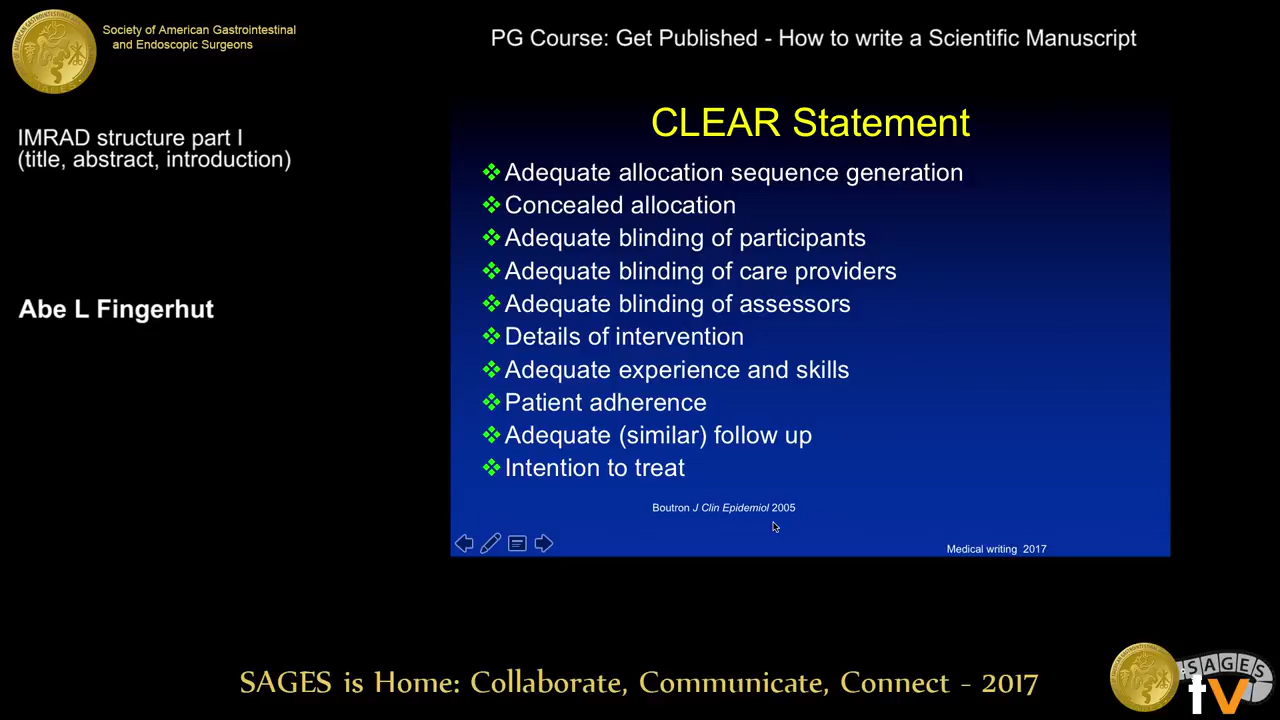 Society of American Gastrointestinal
and Endoscopic Surgeons
PG Course: Get Published - How to write a Scientific Manuscript
IMRAD structure part I
(title, abstract, introduction)
Abe L Fingerhut
CLEAR Statement
Adequate allocation sequence generation
Concealed allocation
Adequate blinding of participants
Adequate blinding of care providers
Adequate blinding of assessors
Details of intervention
Adequate experience and skills
Patient adherence
Adequate (similar) follow up
Intention to treat
Boutron J Clin Epidemiol 2005
Medical writing 2017
SAGES is Home: Collaborate, Communicate, Connect - 2017
SAGES
tv